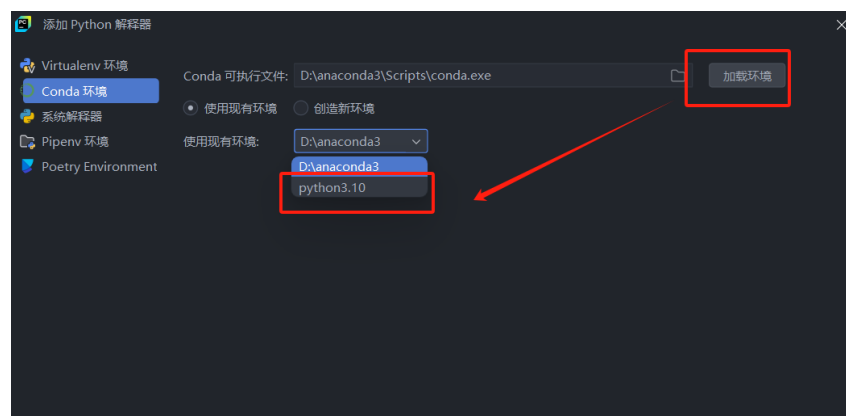 添加 Python 解释器
Virtualenv 环境
Conda 环境
系统解释器
Pipenv 环境
Poetry Environment
Conda 可执行文件: D:\anaconda3\Scripts\conda.exe 加载环境
使用现有环境 创造新环境
使用现有环境: D:\anaconda3
D:\anaconda3
python3.10